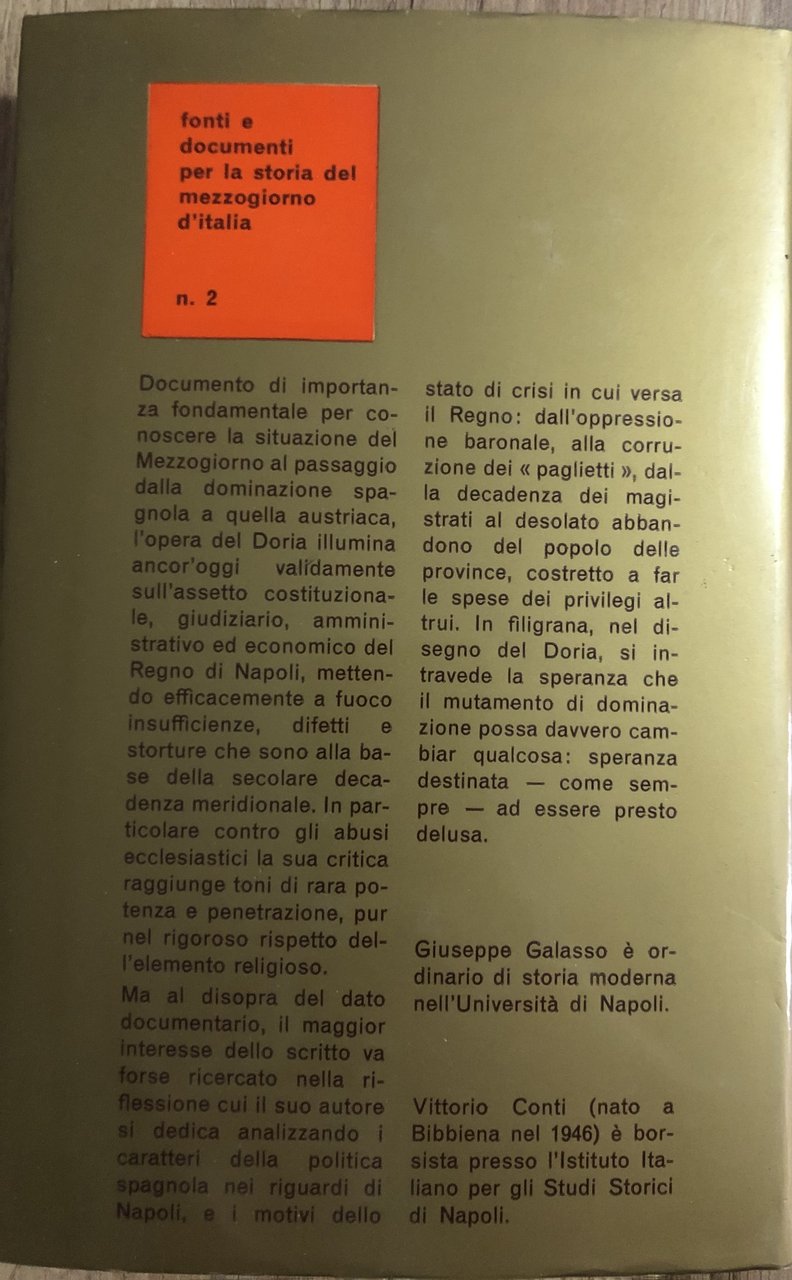 fonti e
documenti
per la storia del
mezzogiorno
d'italia
n. 2
Documento di importan-
za fondamentale per co-
noscere la situazione del
Mezzogiorno al passaggio
dalla dominazione spa-
gnola a quella austriaca,
l'opera del Doria illumina
ancor'oggi validamente
sull'assetto costituziona-
le, giudiziario, ammini-
strativo ed economico del
Regno di Napoli, metten-
do efficacemente a fuoco
insufficienze, difetti e
storture che sono alla ba-
se della secolare deca-
denza meridionale. In par-
ticolare contro gli abusi
ecclesiastici la sua critica
raggiunge toni di rara po-
tenza e penetrazione, pur
nel rigoroso rispetto del-
l'elemento religioso.
Ma al disopra del dato
documentario, il maggior
interesse dello scritto va
forse ricercato nella ri-
flessione cui il suo autore
si dedica analizzando i
caratteri della politica
spagnola nei riguardi di
Napoli, e i motivi dello
stato di crisi in cui versa
il Regno: dall'oppressio-
ne baronale, alla corru-
zione dei « paglietti », dal-
la decadenza dei magi-
strati al desolato abban-
dono del popolo delle
province, costretto a far
le spese dei privilegi al-
trui. In filigrana, nel di-
segno del Doria, si in-
travede la speranza che
il mutamento di domina-
zione possa davvero cam-
biar qualcosa: speranza
destinata — come sem-
pre — ad essere presto
delusa.
Giuseppe Galasso è or-
dinario di storia moderna
nell'Università di Napoli.
Vittorio Conti (nato a
Bibbiena nel 1946) è bor-
sista presso l'Istituto Ita-
liano per gli Studi Storici
di Napoli.